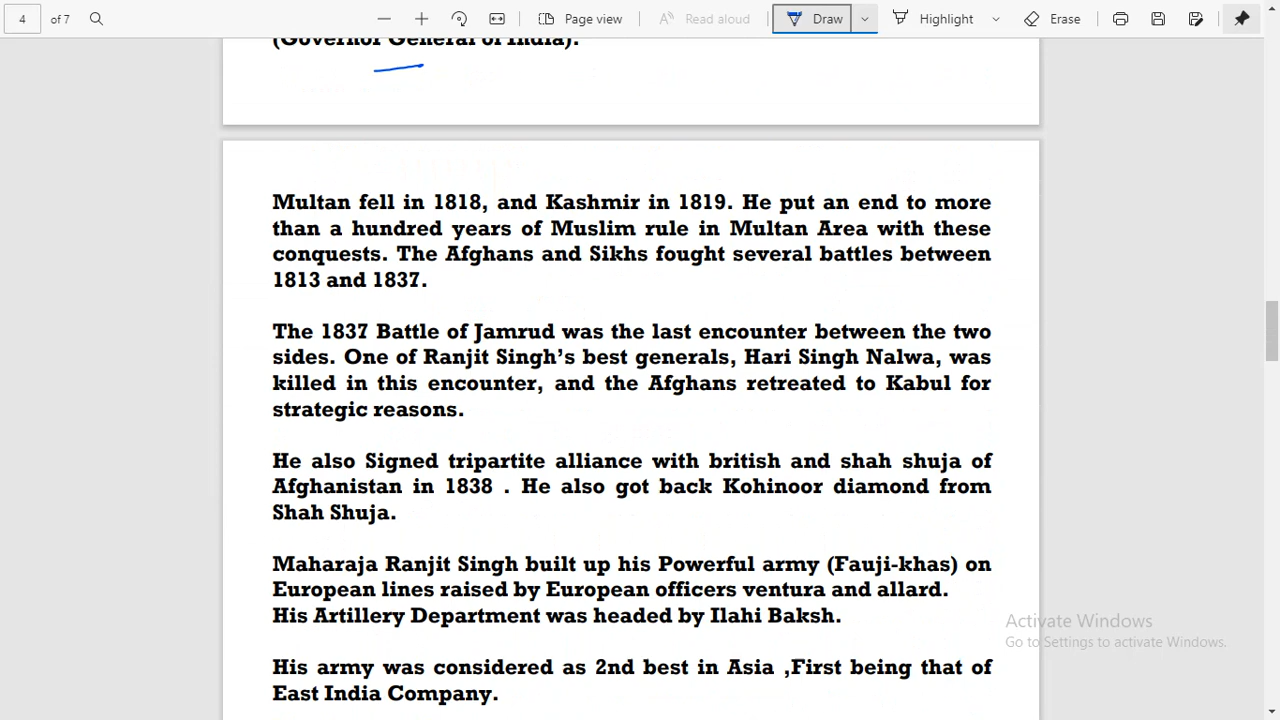 4 of 7 Page view Read aloud Draw Highlight Erase
(Governor General of India).
Multan fell in 1818, and Kashmir in 1819. He put an end to more
than a hundred years of Muslim rule in Multan Area with these
conquests. The Afghans and Sikhs fought several battles between
1813 and 1837.
The 1837 Battle of Jamrud was the last encounter between the two
sides. One of Ranjit Singh’s best generals, Hari Singh Nalwa, was
killed in this encounter, and the Afghans retreated to Kabul for
strategic reasons.
He also Signed tripartite alliance with british and shah shuja of
Afghanistan in 1838 . He also got back Kohinoor diamond from
Shah Shuja.
Maharaja Ranjit Singh built up his Powerful army (Fauji-khas) on
European lines raised by European officers ventura and allard.
His Artillery Department was headed by Ilahi Baksh.
Activate Windows
Go to Settings to activate Windows.
His army was considered as 2nd best in Asia ,First being that of
East India Company.